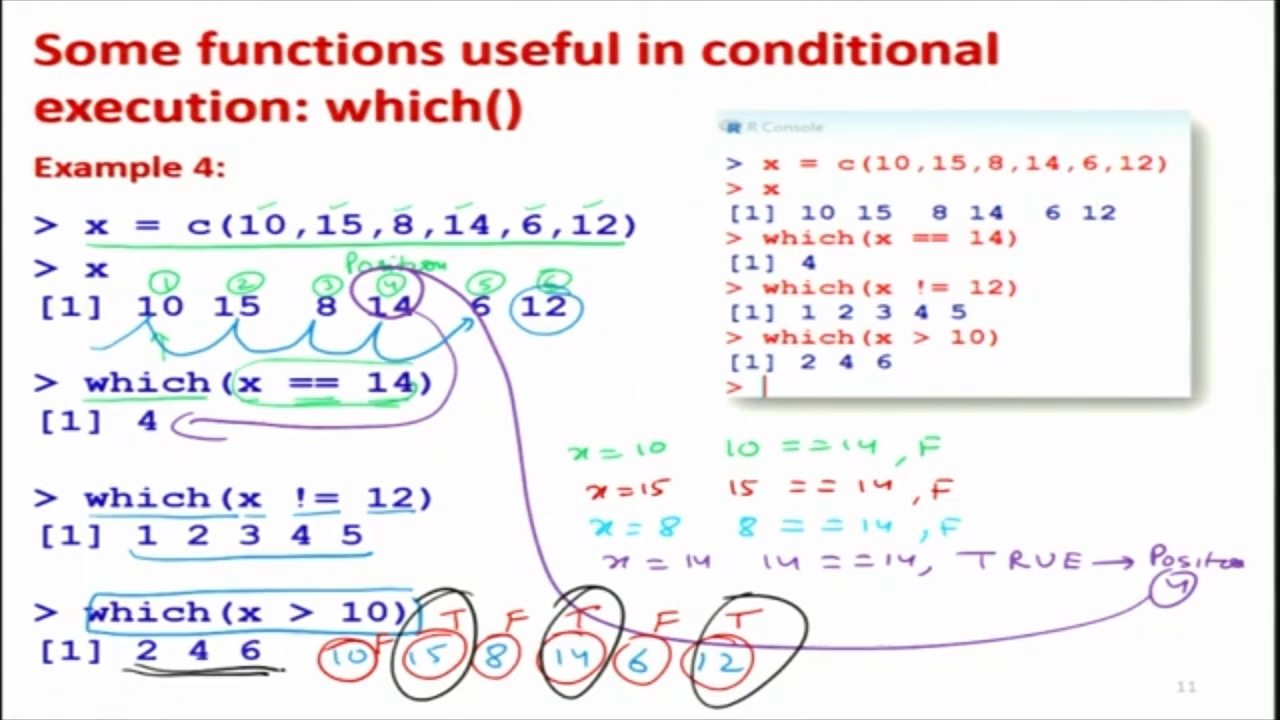 Some functions useful in conditional
execution: which()
Example 4:
> x = c(10,15,8,14,6,12)
> x
Position
1 2 3 4 5 6
[1] 10 15 8 14 6 12
> which(x == 14)
[1] 4
> which(x != 12)
[1] 1 2 3 4 5
> which(x > 10)
[1] 2 4 6
R Console
> x = c(10,15,8,14,6,12)
> x
[1] 10 15 8 14 6 12
> which(x == 14)
[1] 4
> which(x != 12)
[1] 1 2 3 4 5
> which(x > 10)
[1] 2 4 6
>
x = 10 10 == 14, F
x = 15 15 == 14, F
x = 8 8 == 14, F
x = 14 14 == 14, TRUE → Position
4
F T F T F T
10 15 8 14 6 12
11